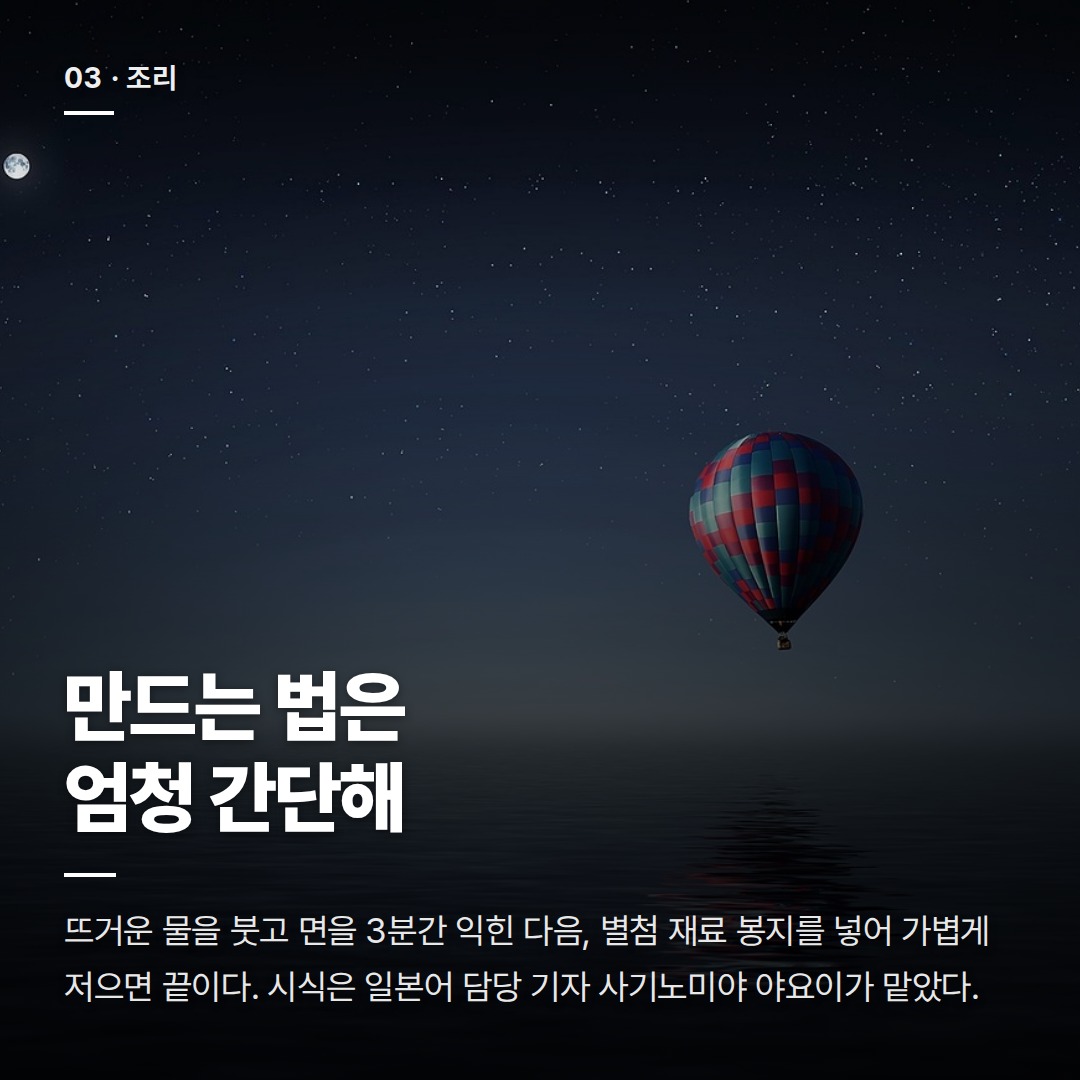 03 · 조리
만드는 법은
엄청 간단해
뜨거운 물을 붓고 면을 3분간 익힌 다음, 별첨 재료 봉지를 넣어 가볍게
저으면 끝이다. 시식은 일본어 담당 기자 사기노미야 야요이가 맡았다.